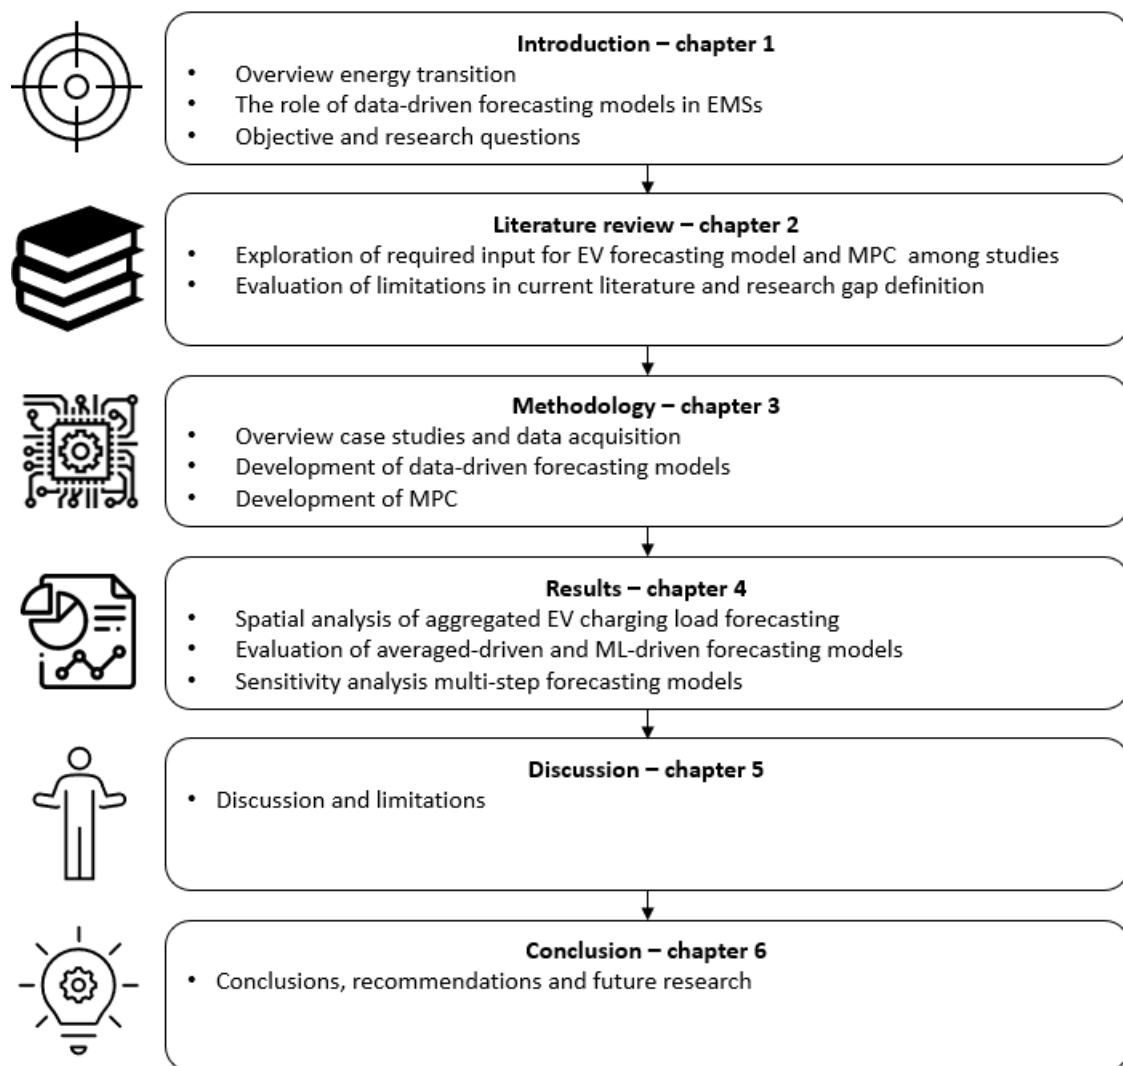 Introduction – chapter 1
• Overview energy transition
• The role of data-driven forecasting models in EMSs
• Objective and research questions
Literature review – chapter 2
• Exploration of required input for EV forecasting model and MPC among studies
• Evaluation of limitations in current literature and research gap definition
Methodology – chapter 3
• Overview case studies and data acquisition
• Development of data-driven forecasting models
• Development of MPC
Results – chapter 4
• Spatial analysis of aggregated EV charging load forecasting
• Evaluation of averaged-driven and ML-driven forecasting models
• Sensitivity analysis multi-step forecasting models
Discussion – chapter 5
• Discussion and limitations
Conclusion – chapter 6
• Conclusions, recommendations and future research